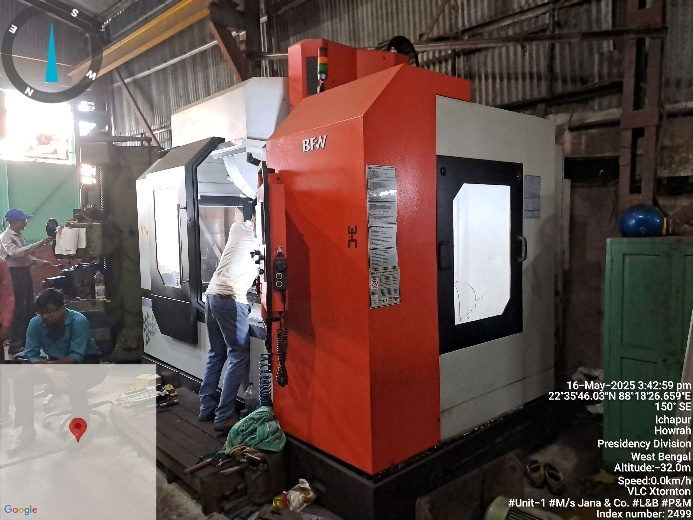 S
E
W
N
BFW
16-May-2025 3:42:59 pm
22°35'46.03"N 88°18'26.659"E
150° SE
Ichapur
Howrah
Presidency Division
West Bengal
Altitude:-32.0m
Speed:0.0km/h
VLC Xtornton
#Unit-1 #M/s Jana & Co. #L&B #P&M
Index number: 2499
Google